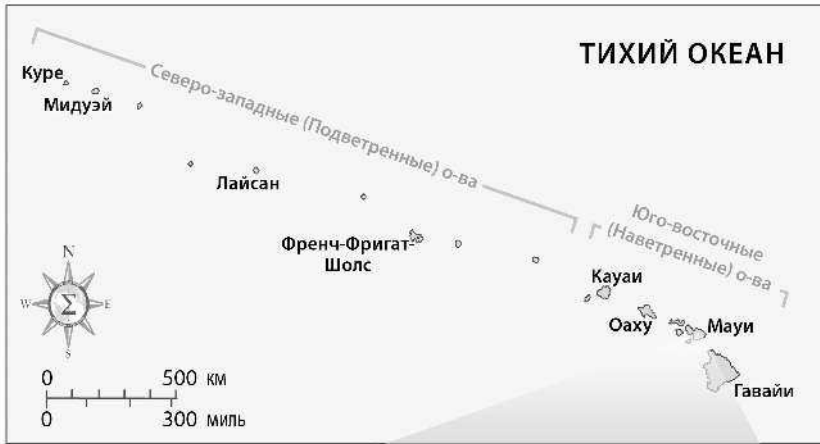 ТИХИЙ ОКЕАН
Куре
Мидуэй
Северо-западные (Подветренные) о-ва
Лайсан
Френч-Фригат-
Шолс
Юго-восточные
(Наветренные) о-ва
Кауаи
Оаху
Мауи
Гавайи
N
W Σ E
S
0 500 км
0 300 миль